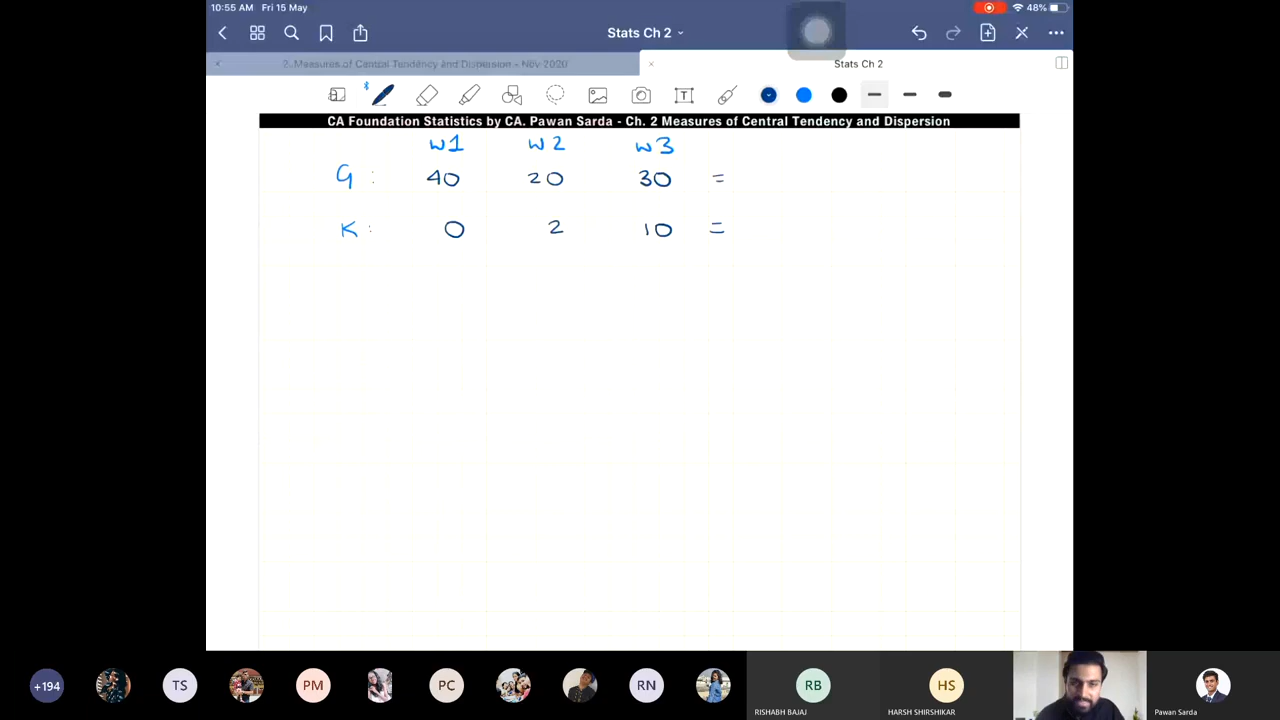 10:55 AM Fri 15 May 48%
Stats Ch 2
2. Measures of Central Tendency and Dispersion - Nov 2020
Stats Ch 2
CA Foundation Statistics by CA. Pawan Sarda - Ch. 2 Measures of Central Tendency and Dispersion
W1 W2 W3
G : 40 20 30 =
K : 0 2 10 =
+194 TS PM PC RN RB HS
RISHABH BAJAJ HARSH SHIRSHIKAR Pawan Sarda